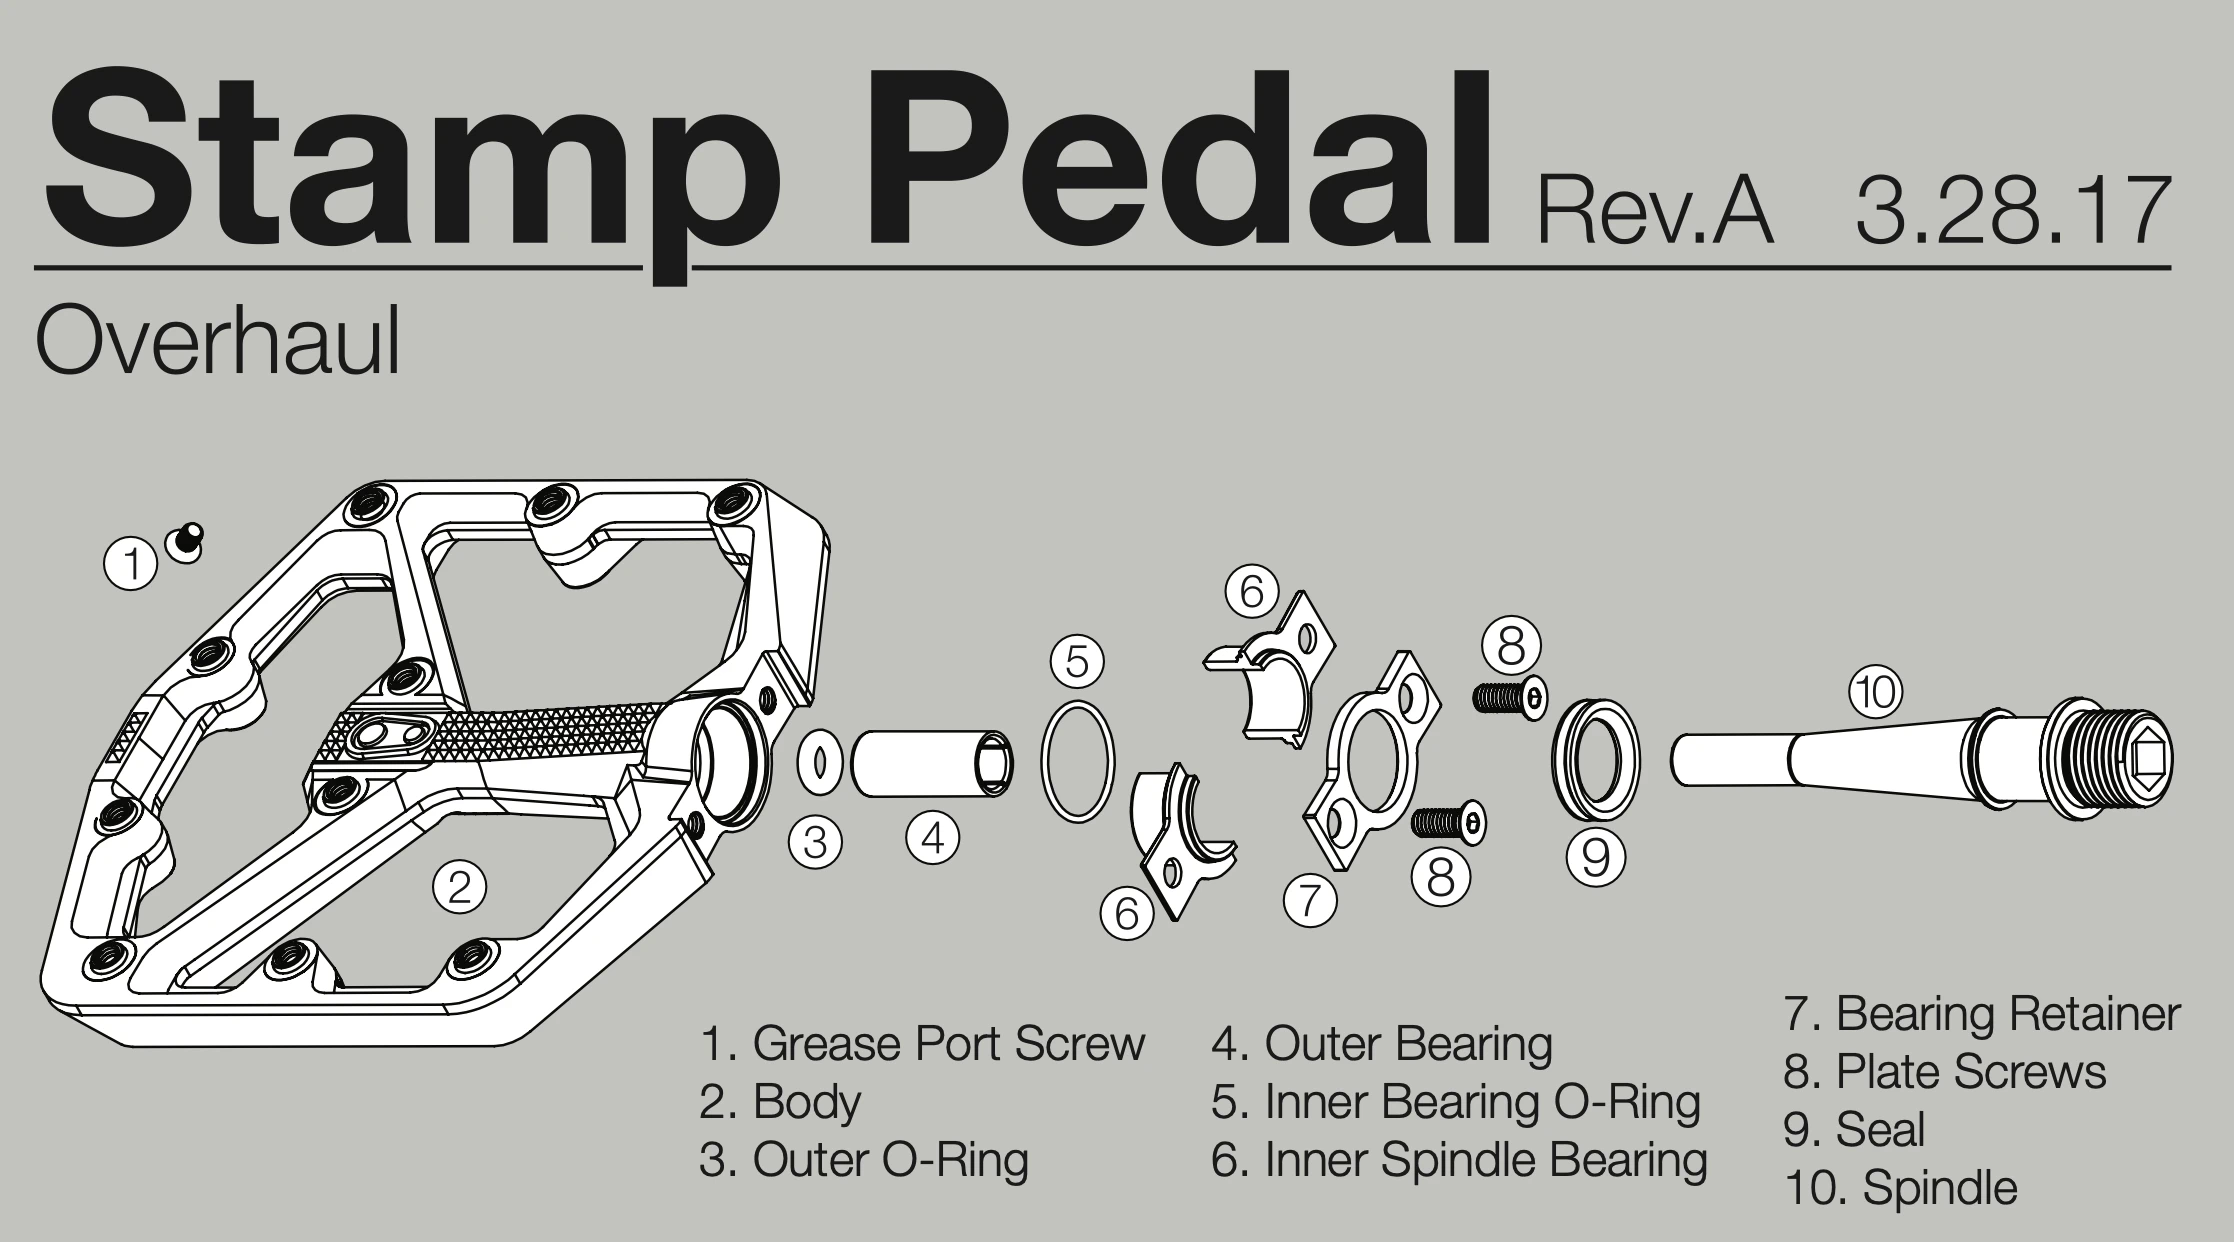 Stamp Pedal Rev.A 3.28.17
Overhaul
1
2
3
4
5
6
6
7
8
8
9
10
1. Grease Port Screw
2. Body
3. Outer O-Ring
4. Outer Bearing
5. Inner Bearing O-Ring
6. Inner Spindle Bearing
7. Bearing Retainer
8. Plate Screws
9. Seal
10. Spindle